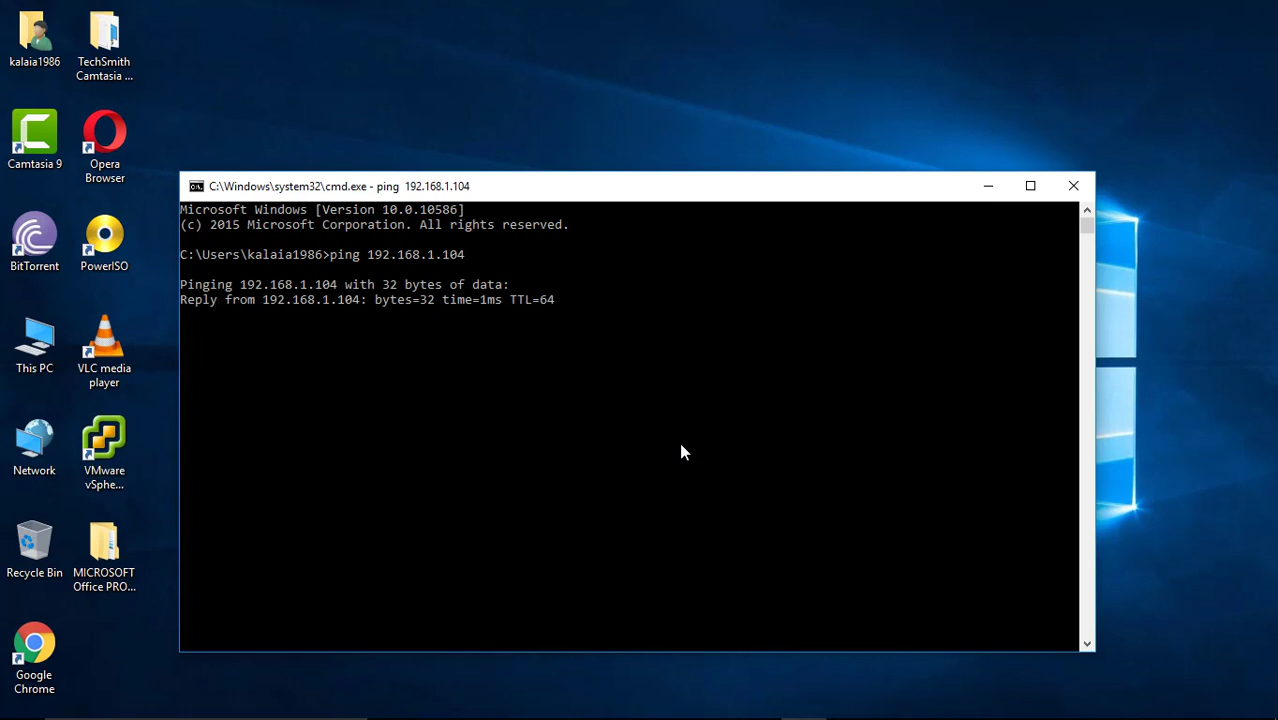 kalaia1986
TechSmith
Camtasia ...
Camtasia 9
Opera
Browser
BitTorrent
PowerISO
This PC
VLC media
player
Network
VMware
vSphe...
Recycle Bin
MICROSOFT
Office PRO...
Google
Chrome
C:\Windows\system32\cmd.exe - ping  192.168.1.104
Microsoft Windows [Version 10.0.10586]
(c) 2015 Microsoft Corporation. All rights reserved.
C:\Users\kalaia1986>ping 192.168.1.104
Pinging 192.168.1.104 with 32 bytes of data:
Reply from 192.168.1.104: bytes=32 time=1ms TTL=64